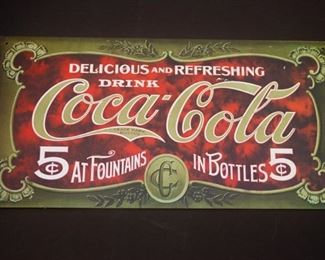 DELICIOUS AND REFRESHING
DRINK
Coca-Cola
5¢ AT FOUNTAINS IN BOTTLES 5¢